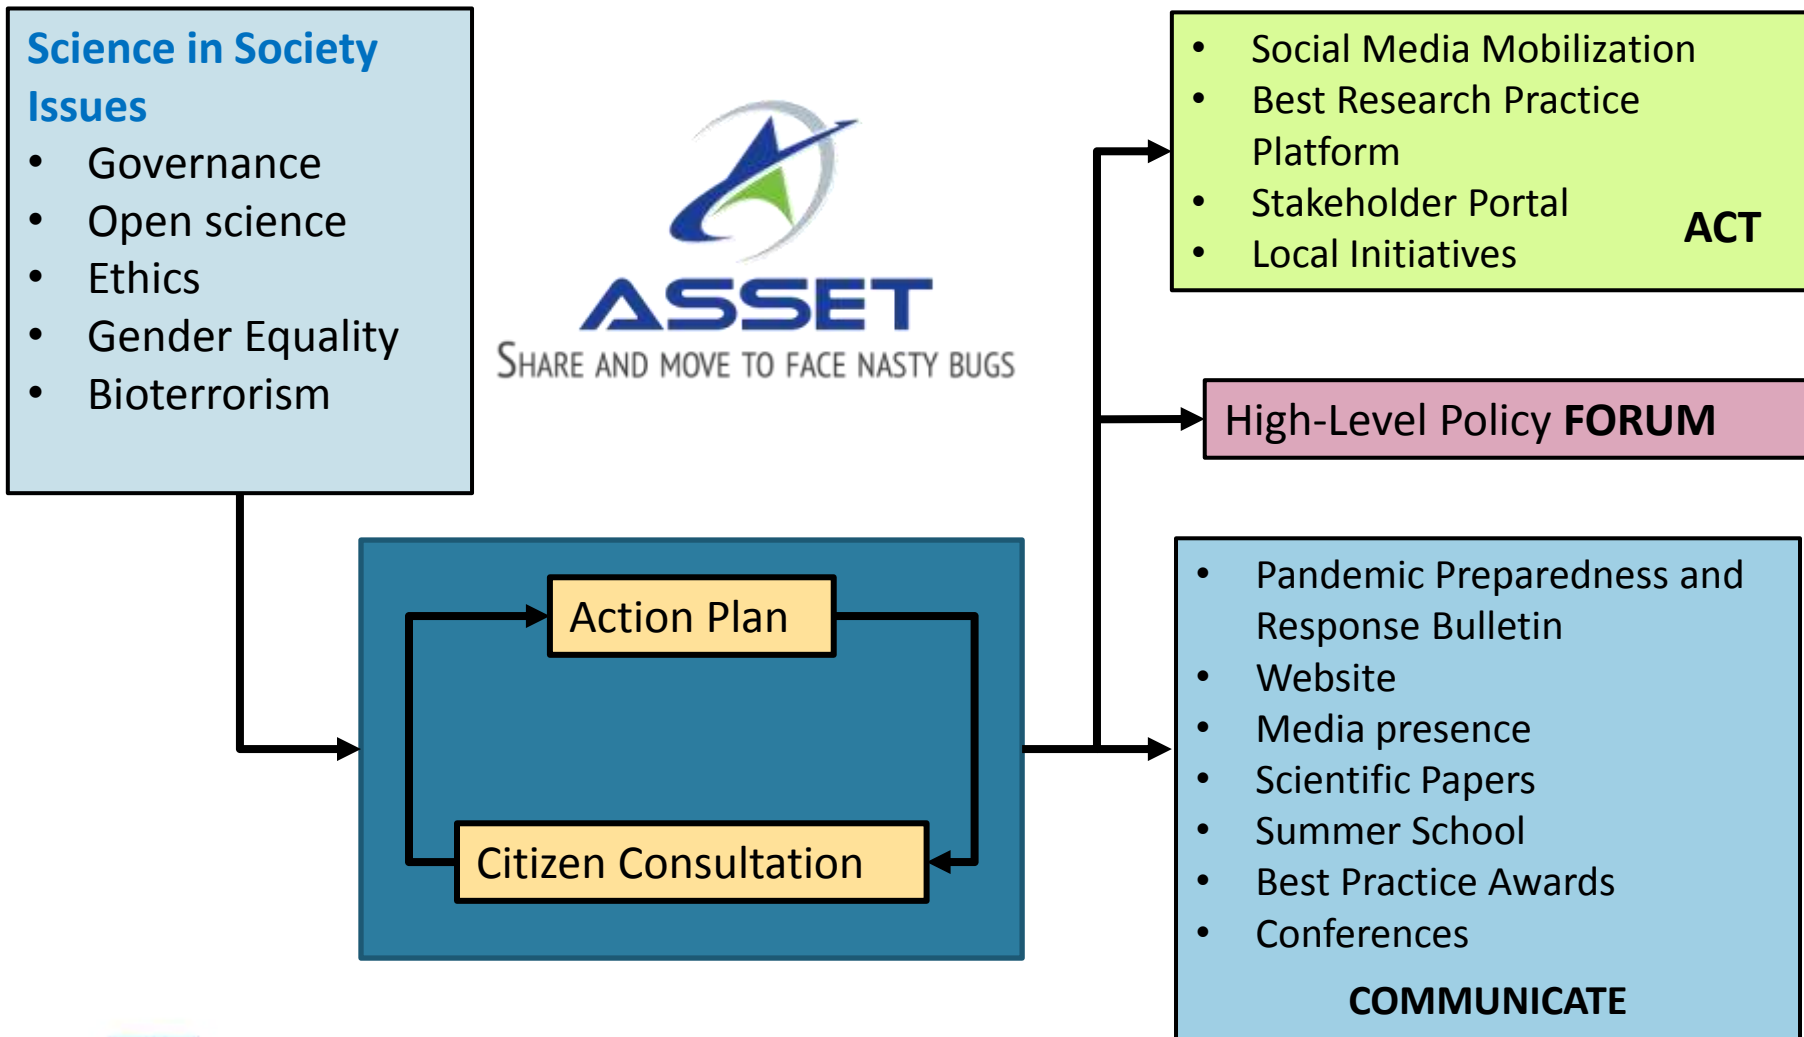 Science in Society
Issues
• Governance
• Open science
• Ethics
• Gender Equality
• Bioterrorism
ASSET
SHARE AND MOVE TO FACE NASTY BUGS
• Social Media Mobilization
• Best Research Practice
Platform
• Stakeholder Portal
• Local Initiatives
ACT
High-Level Policy FORUM
Action Plan
Citizen Consultation
• Pandemic Preparedness and
Response Bulletin
• Website
• Media presence
• Scientific Papers
• Summer School
• Best Practice Awards
• Conferences
COMMUNICATE